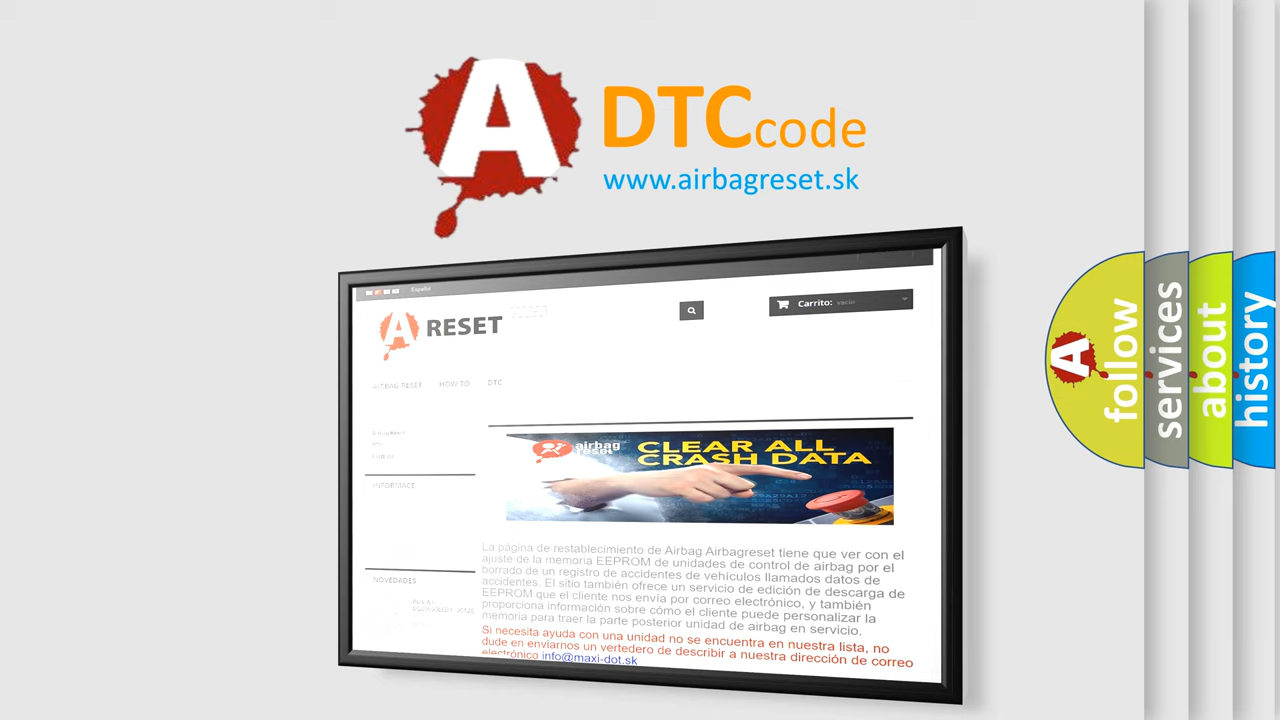 A
DTCcode
www.airbagreset.sk
Español
A RESET
Carrito: vacío
AIRBAG RESET HOW TO DTC
INFORMACE
NOVEDADES
airbag
reset
CLEAR ALL
CRASH DATA
La página de restablecimiento de Airbag Airbagreset tiene que ver con el
ajuste de la memoria EEPROM de unidades de control de airbag por el
borrado de un registro de accidentes de vehículos llamados datos de
accidentes. El sitio también ofrece un servicio de edición de descarga de
EEPROM que el cliente nos envía por correo electrónico, y también
proporciona información sobre cómo el cliente puede personalizar la
memoria para traer la parte posterior unidad de airbag en servicio.
Si necesita ayuda con una unidad no se encuentra en nuestra lista, no
dude en enviarnos un vertedero de describir a nuestra dirección de correo
electrónico info@maxi-dot.sk
A
follow
services
about
history